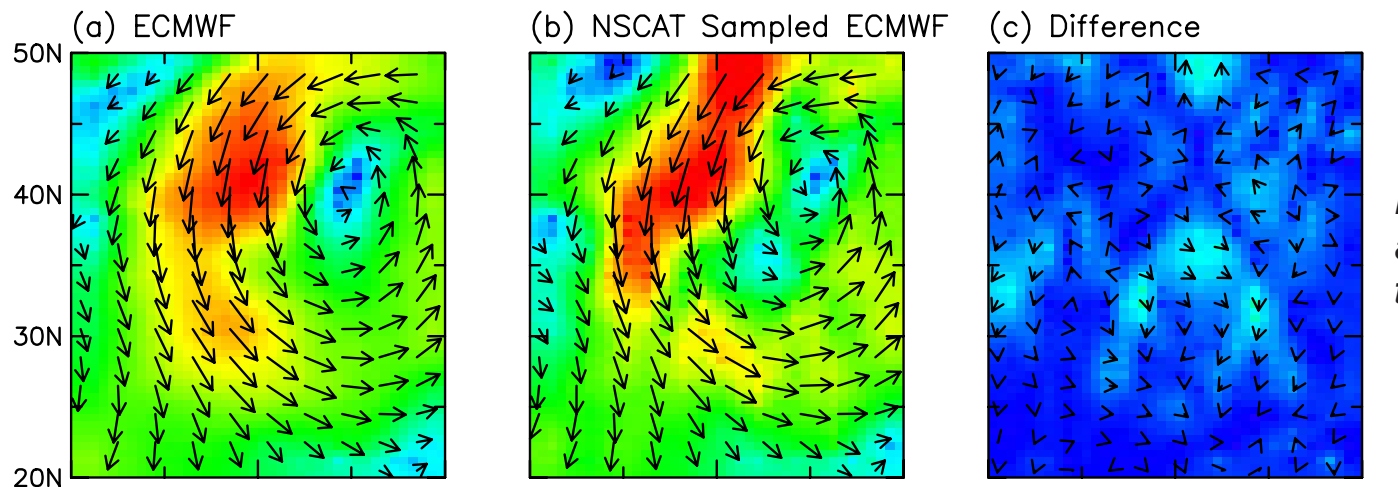 (a) ECMWF
(b) NSCAT Sampled ECMWF
(c) Difference
50N
40N
30N
20N